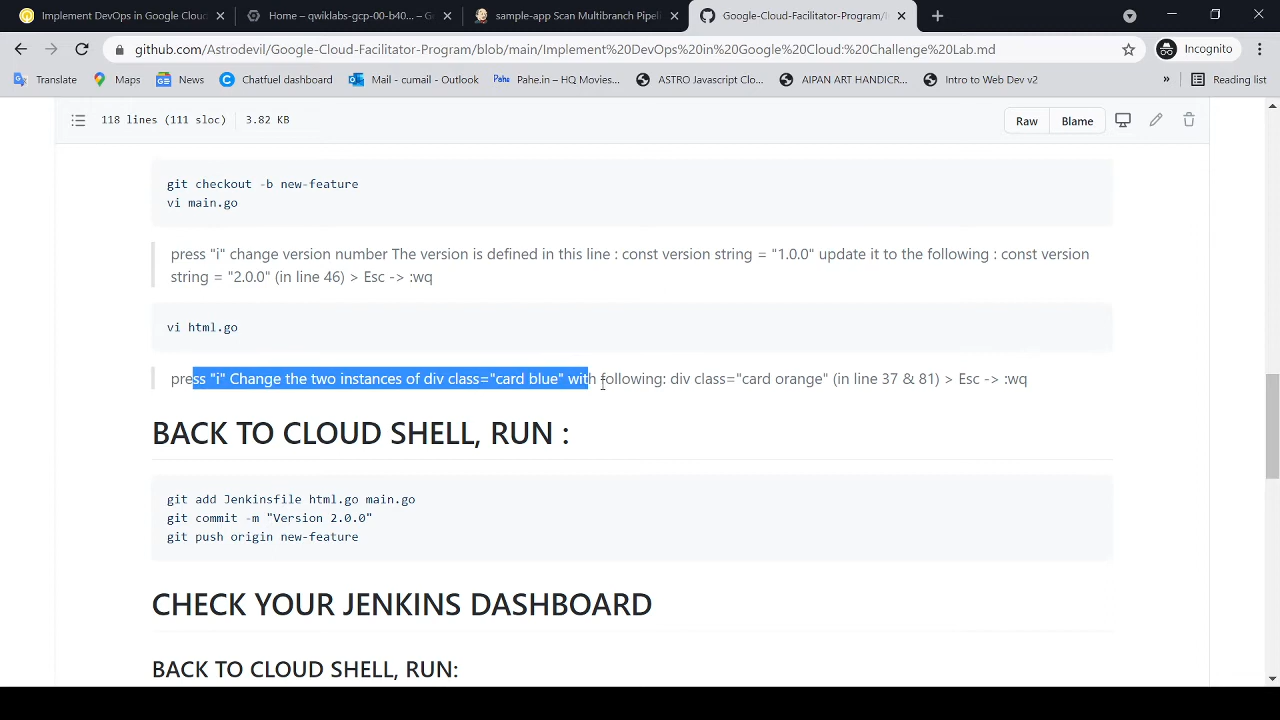 Implement DevOps in Google Cloud
Home – qwiklabs-gcp-00-b40... – G
sample-app Scan Multibranch Pipel
Google-Cloud-Facilitator-Program/I
github.com/Astrodevil/Google-Cloud-Facilitator-Program/blob/main/Implement%20DevOps%20in%20Google%20Cloud:%20Challenge%20Lab.md
Incognito
Translate
Maps
News
Chatfuel dashboard
Mail - cumail - Outlook
Pahe.in – HQ Movies...
ASTRO Javascript Clo...
AIPAN ART HANDICR...
Intro to Web Dev v2
»
Reading list
118 lines (111 sloc) 3.82 KB
Raw
Blame
git checkout -b new-feature
vi main.go
press "i" change version number The version is defined in this line : const version string = "1.0.0" update it to the following : const version
string = "2.0.0" (in line 46) > Esc -> :wq
vi html.go
press "i" Change the two instances of div class="card blue" with following: div class="card orange" (in line 37 & 81) > Esc -> :wq
BACK TO CLOUD SHELL, RUN :
git add Jenkinsfile html.go main.go
git commit -m "Version 2.0.0"
git push origin new-feature
CHECK YOUR JENKINS DASHBOARD
BACK TO CLOUD SHELL, RUN: